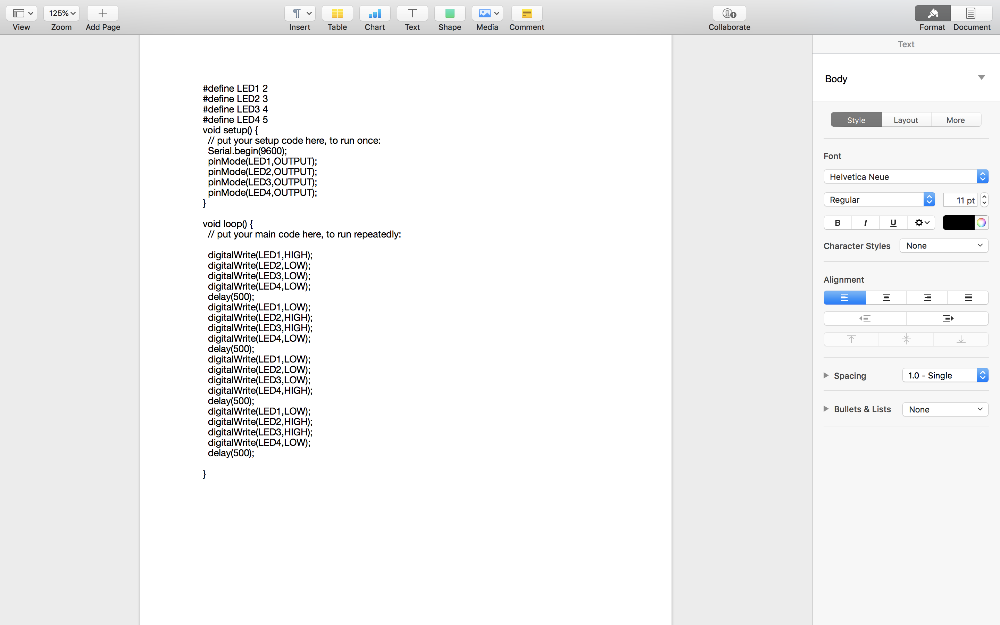 125%
View
Zoom
Add Page
Insert
Table
Chart
Text
Shape
Media
Comment
Collaborate
Format
Document
#define LED1 2
#define LED2 3
#define LED3 4
#define LED4 5
void setup() {
  // put your setup code here, to run once:
  Serial.begin(9600);
  pinMode(LED1,OUTPUT);
  pinMode(LED2,OUTPUT);
  pinMode(LED3,OUTPUT);
  pinMode(LED4,OUTPUT);
}
void loop() {
  // put your main code here, to run repeatedly:
  digitalWrite(LED1,HIGH);
  digitalWrite(LED2,LOW);
  digitalWrite(LED3,LOW);
  digitalWrite(LED4,LOW);
  delay(500);
  digitalWrite(LED1,LOW);
  digitalWrite(LED2,HIGH);
  digitalWrite(LED3,HIGH);
  digitalWrite(LED4,LOW);
  delay(500);
  digitalWrite(LED1,LOW);
  digitalWrite(LED2,LOW);
  digitalWrite(LED3,LOW);
  digitalWrite(LED4,HIGH);
  delay(500);
  digitalWrite(LED1,LOW);
  digitalWrite(LED2,HIGH);
  digitalWrite(LED3,HIGH);
  digitalWrite(LED4,LOW);
  delay(500);
}
Text
Body
Style Layout More
Font
Helvetica Neue
Regular 11 pt
B I U
Character Styles None
Alignment
Spacing 1.0 - Single
Bullets & Lists None